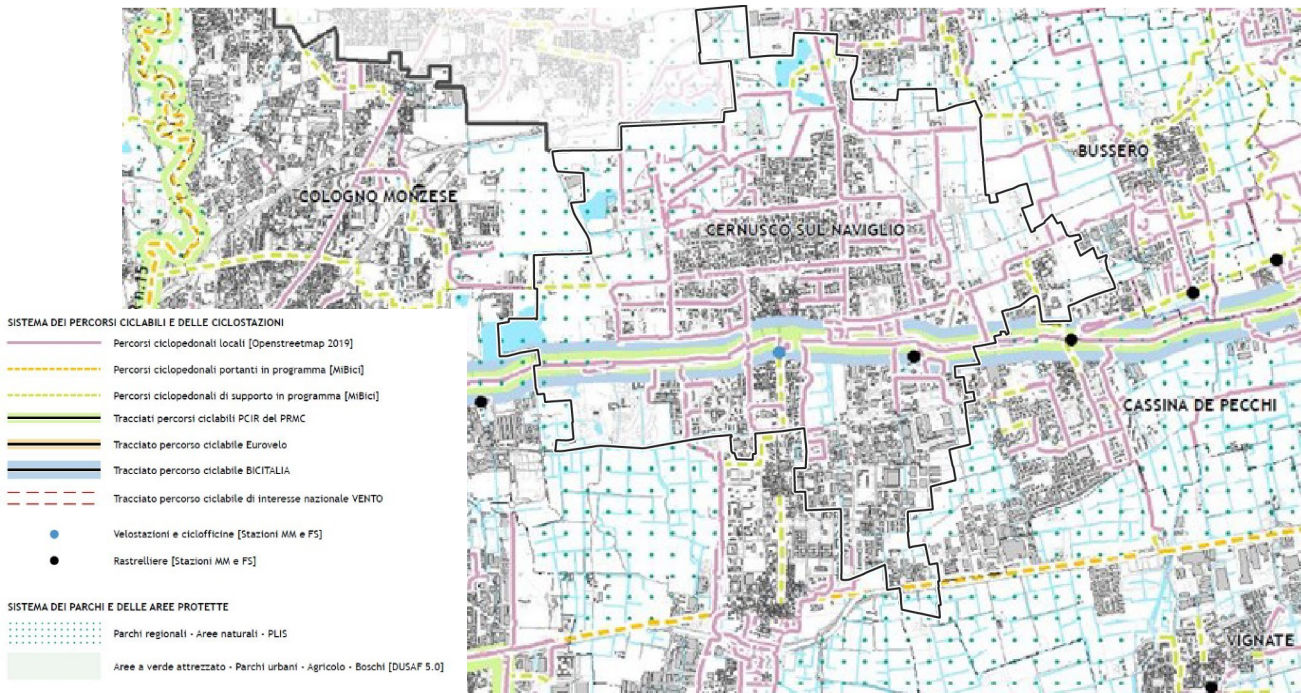 BUSSERO
COLOGNO MONZESE
CERNUSCO SUL NAVIGLIO
n.15
SISTEMA DEI PERCORSI CICLABILI E DELLE CICLOSTAZIONI
Percorsi ciclopedonali locali [Openstreetmap 2019]
Percorsi ciclopedonali portanti in programma [MiBici]
Percorsi ciclopedonali di supporto in programma [MiBici]
Tracciati percorsi ciclabili PCIR del PRMC
Tracciato percorso ciclabile Eurovelo
Tracciato percorso ciclabile BICITALIA
Tracciato percorso ciclabile di interesse nazionale VENTO
Velostazioni e ciclofficine [Stazioni MM e FS]
Rastrelliere [Stazioni MM e FS]
CASSINA DE PECCHI
SISTEMA DEI PARCHI E DELLE AREE PROTETTE
Parchi regionali - Aree naturali - PLIS
Aree a verde attrezzato - Parchi urbani - Agricolo - Boschi [DUSAF 5.0]
VIGNATE